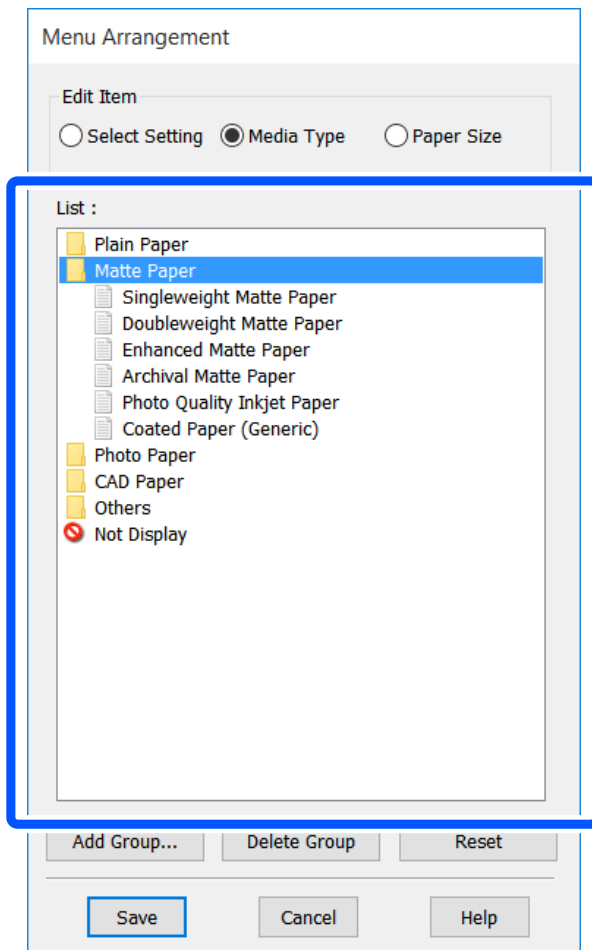 Menu Arrangement
Edit Item
Select Setting Media Type Paper Size
List :
Plain Paper
Matte Paper
Singleweight Matte Paper
Doubleweight Matte Paper
Enhanced Matte Paper
Archival Matte Paper
Photo Quality Inkjet Paper
Coated Paper (Generic)
Photo Paper
CAD Paper
Others
Not Display
Add Group... Delete Group Reset
Save Cancel Help